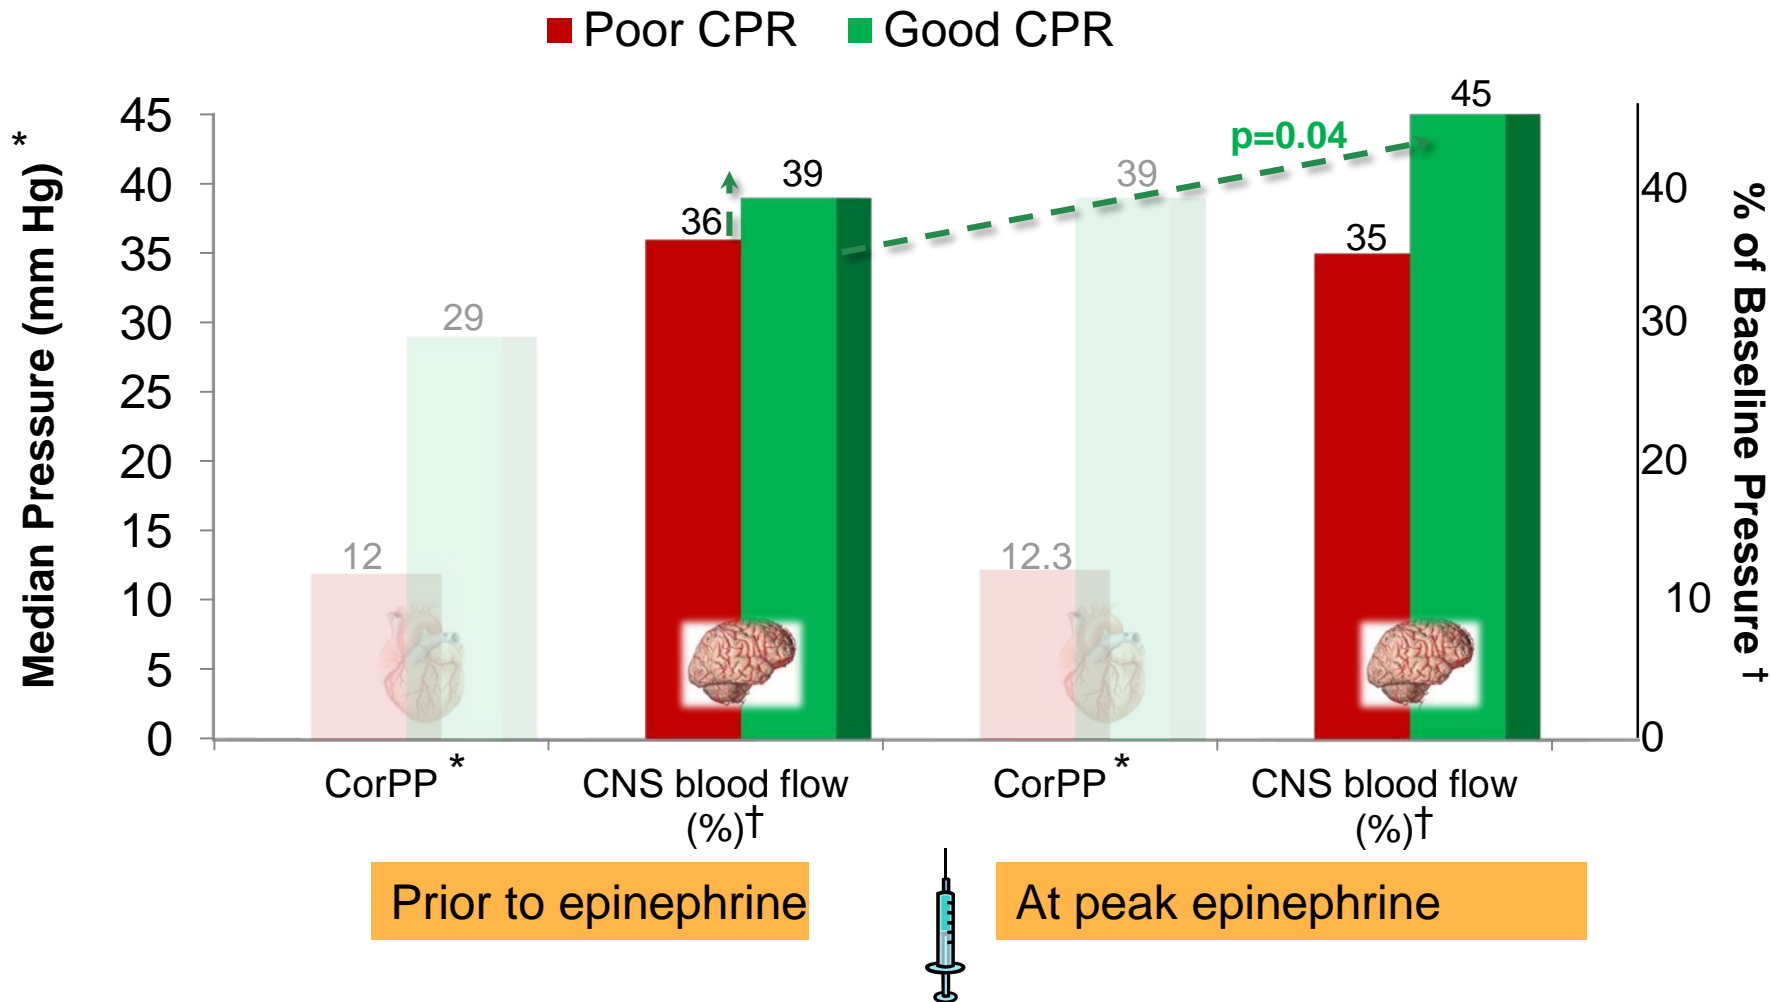 Poor CPR
Good CPR
Median Pressure (mm Hg) *
45
40
35
30
25
20
15
10
5
0
12
29
36
39
12.3
39
p=0.04
35
45
40
30
20
10
0
% of Baseline Pressure †
CorPP *
CNS blood flow
(%)†
CorPP *
CNS blood flow
(%)†
Prior to epinephrine
At peak epinephrine